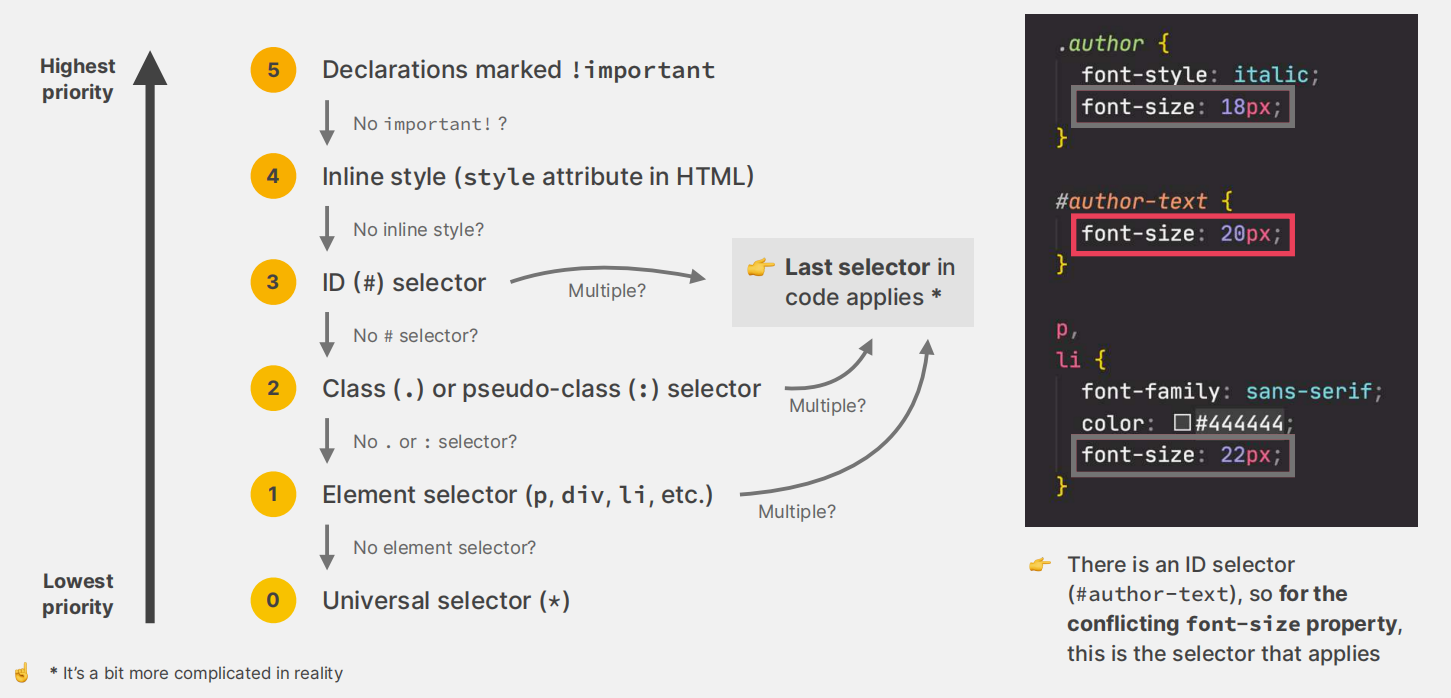 Highest
priority
5 Declarations marked !important
No important! ?
4 Inline style (style attribute in HTML)
No inline style?
3 ID (#) selector
Multiple?
👉 Last selector in
code applies *
No # selector?
2 Class (.) or pseudo-class (:) selector
Multiple?
No . or : selector?
1 Element selector (p, div, li, etc.)
Multiple?
No element selector?
Lowest
priority
0 Universal selector (*)
☝ * It's a bit more complicated in reality
.author {
font-style: italic;
font-size: 18px;
}
#author-text {
font-size: 20px;
}
p,
li {
font-family: sans-serif;
color: #444444;
font-size: 22px;
}
👉 There is an ID selector
(#author-text), so for the
conflicting font-size property,
this is the selector that applies